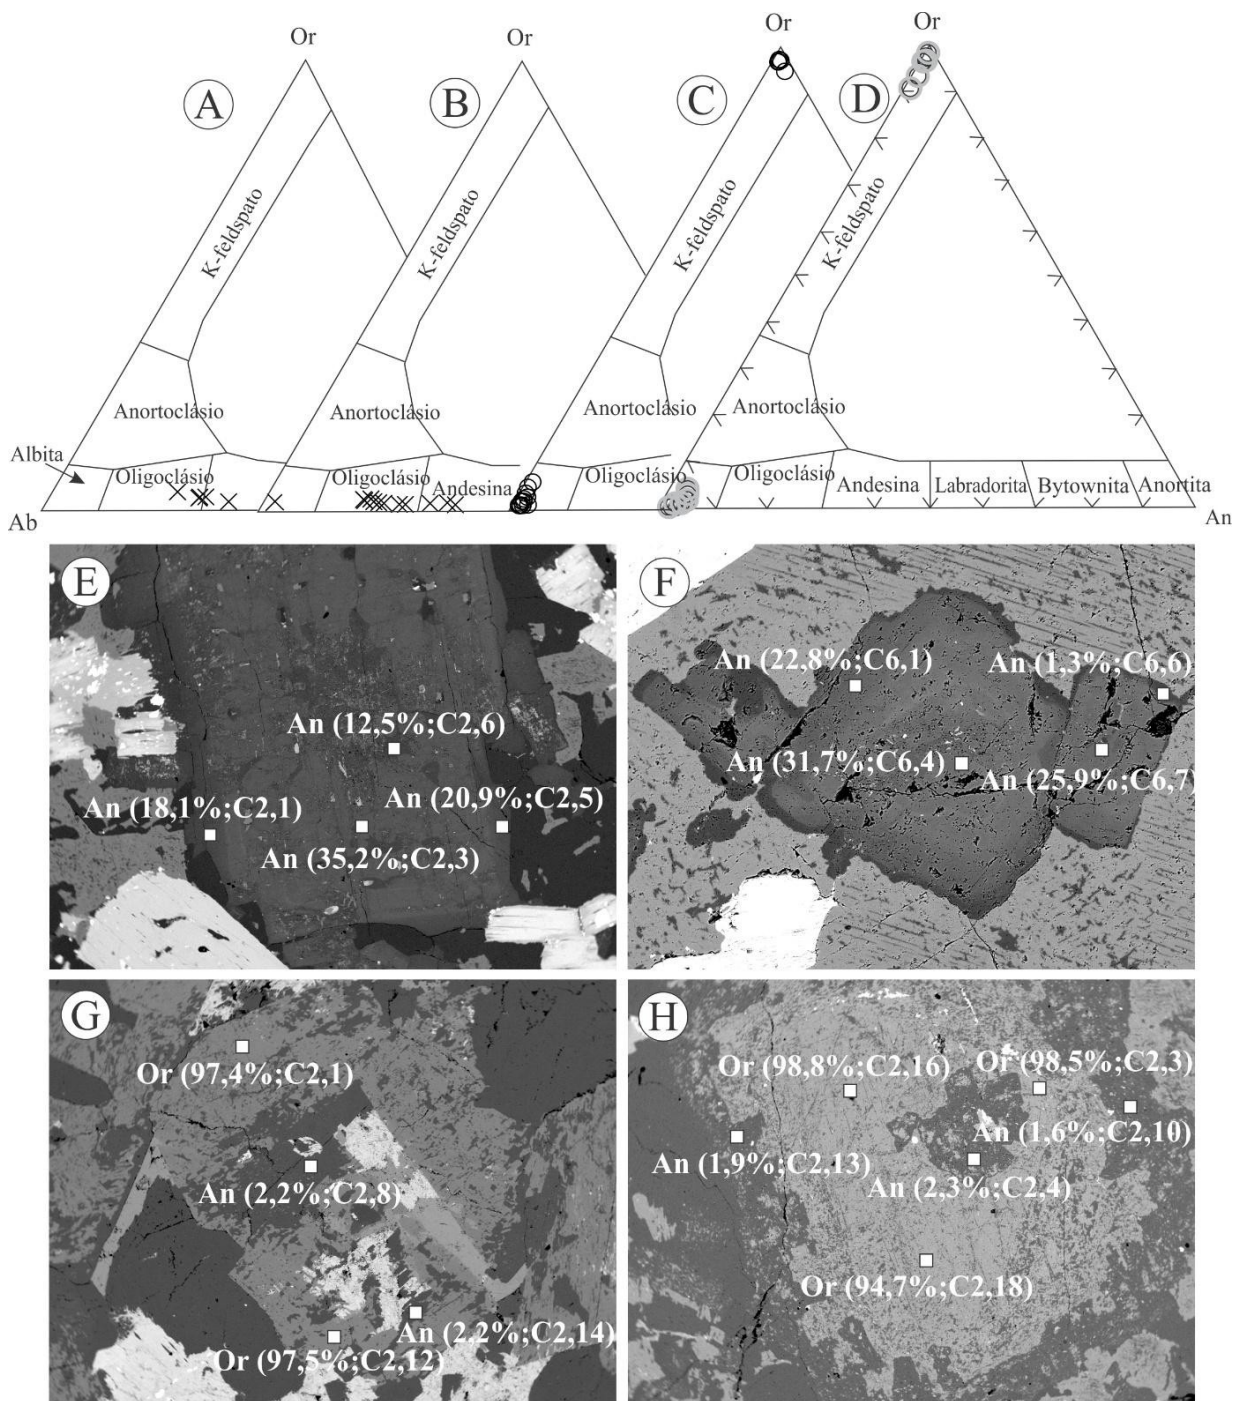 Or
Or
Or
Or
A
B
C
D
K-feldspato
K-feldspato
K-feldspato
K-feldspato
Anortoclásio
Anortoclásio
Anortoclásio
Anortoclásio
Albita
Oligoclásio
Oligoclásio
Andesina
Oligoclásio
Oligoclásio
Andesina
Labradorita
Bytownita
Anortita
Ab
An
E
An (12,5%;C2,6)
An (18,1%;C2,1)
An (20,9%;C2,5)
An (35,2%;C2,3)
F
An (22,8%;C6,1)
An (1,3%;C6,6)
An (31,7%;C6,4)
An (25,9%;C6,7)
G
Or (97,4%;C2,1)
An (2,2%;C2,8)
An (2,2%;C2,14)
Or (97,5%;C2,12)
H
Or (98,8%;C2,16)
Or (98,5%;C2,3)
An (1,6%;C2,10)
An (1,9%;C2,13)
An (2,3%;C2,4)
Or (94,7%;C2,18)